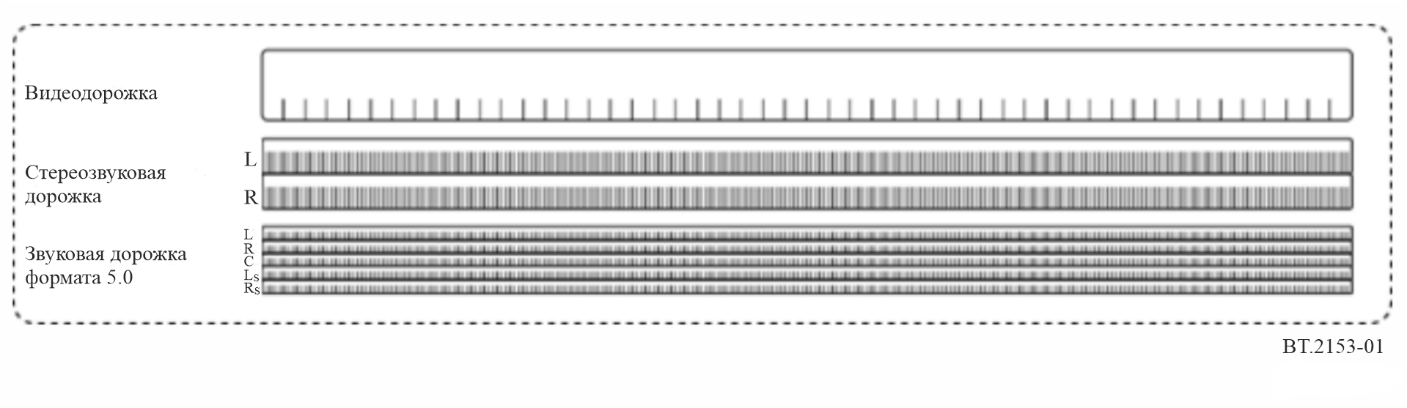 Видеодорожка
Стереозвуковая
дорожка
L
R
Звуковая дорожка
формата 5.0
L
R
C
Ls
Rs
BT.2153-01